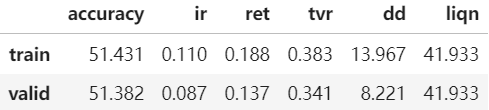 accuracy ir ret tvr dd liqn
train 51.431 0.110 0.188 0.383 13.967 41.933
valid 51.382 0.087 0.137 0.341 8.221 41.933